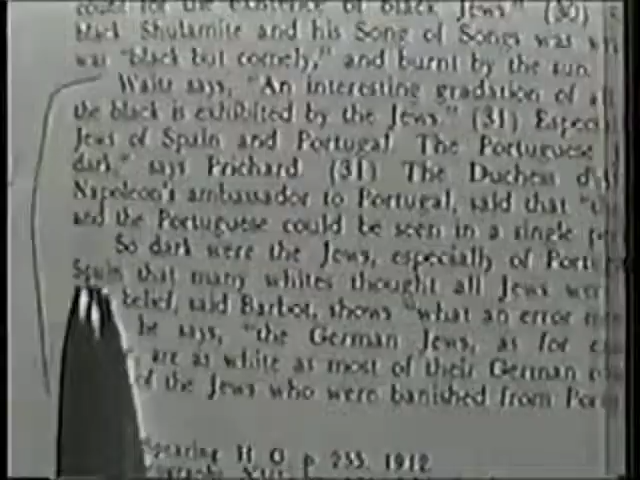 could for the existence of black Jews" (30)
black Shulamite and his Song of Songs was
was "black but comely," and burnt by the sun
Waitz says, "An interesting gradation of
the black is exhibited by the Jews." (31)
Jews of Spain and Portugal. The Portuguese
dark," says Prichard. (31) The Duchess
Napoleon's ambassador to Portugal, said that
and the Portuguese could be seen in a single
So dark were the Jews, especially of
Spain that many whites thought all Jews
belief, said Barbot, shows "what an error
he says, "the German Jews, as for
are as white as most of their German
of the Jews who were banished from
H. O. p. 255. 1912